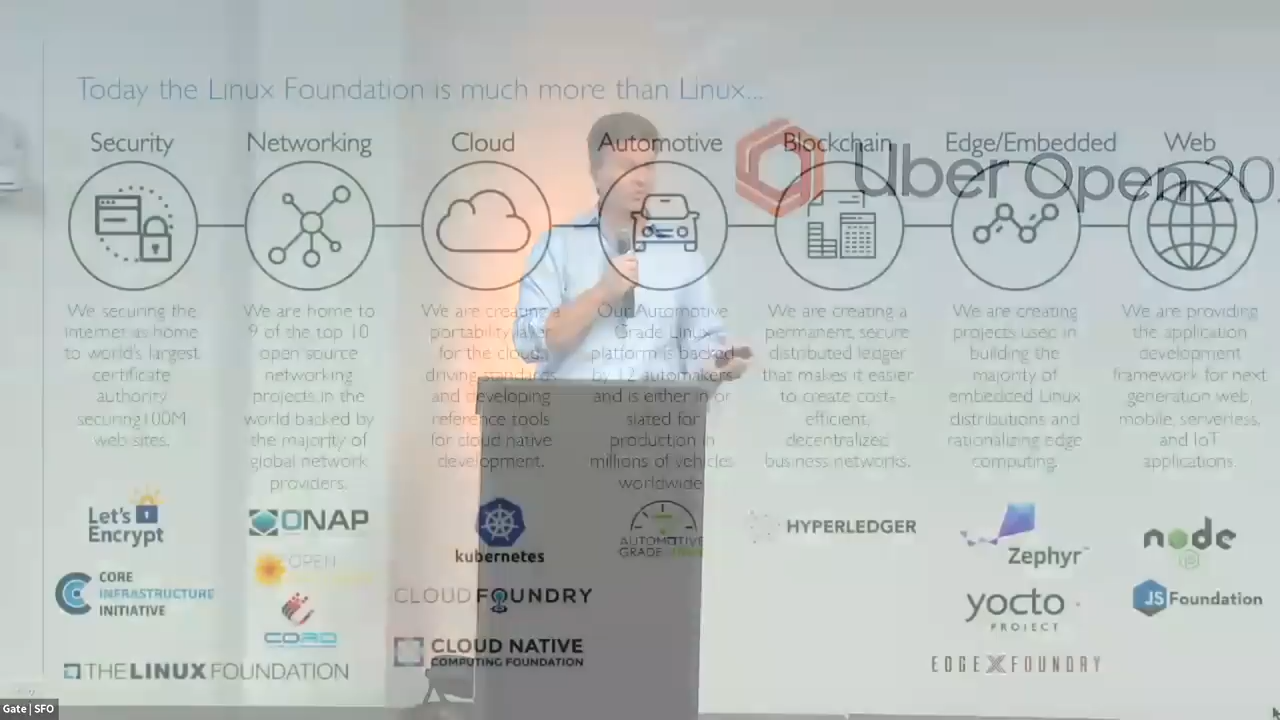 Today the Linux Foundation is much more than Linux...
Uber Open 20
Security
We securing the
internet as home
to world's largest
certificate
authority
securing100M
web sites.
Let's
Encrypt
CORE
INFRASTRUCTURE
INITIATIVE
Networking
We are home to
9 of the top 10
open source
networking
projects in the
world backed by
the majority of
global network
providers.
ONAP
OPEN
CORD
Cloud
We are creating a
portability layer
for the cloud,
driving standards
and developing
reference tools
for cloud native
development.
kubernetes
CLOUD FOUNDRY
CLOUD NATIVE
COMPUTING FOUNDATION
Automotive
Our Automotive
Grade Linux
platform is backed
by 12 automakers
and is either in or
slated for
production in
millions of vehicles
worldwide
AUTOMOTIVE
GRADE
Blockchain
We are creating a
permanent, secure
distributed ledger
that makes it easier
to create cost-
efficient,
decentralized
business networks.
HYPERLEDGER
Edge/Embedded
We are creating
projects used in
building the
majority of
embedded Linux
distributions and
rationalizing edge
computing.
Zephyr™
yocto
PROJECT
EDGE X FOUNDRY
Web
We are providing
the application
development
framework for next
generation web,
mobile, serverless,
and IoT
applications.
node
JS
JS Foundation
THE LINUX FOUNDATION
Gate | SFO